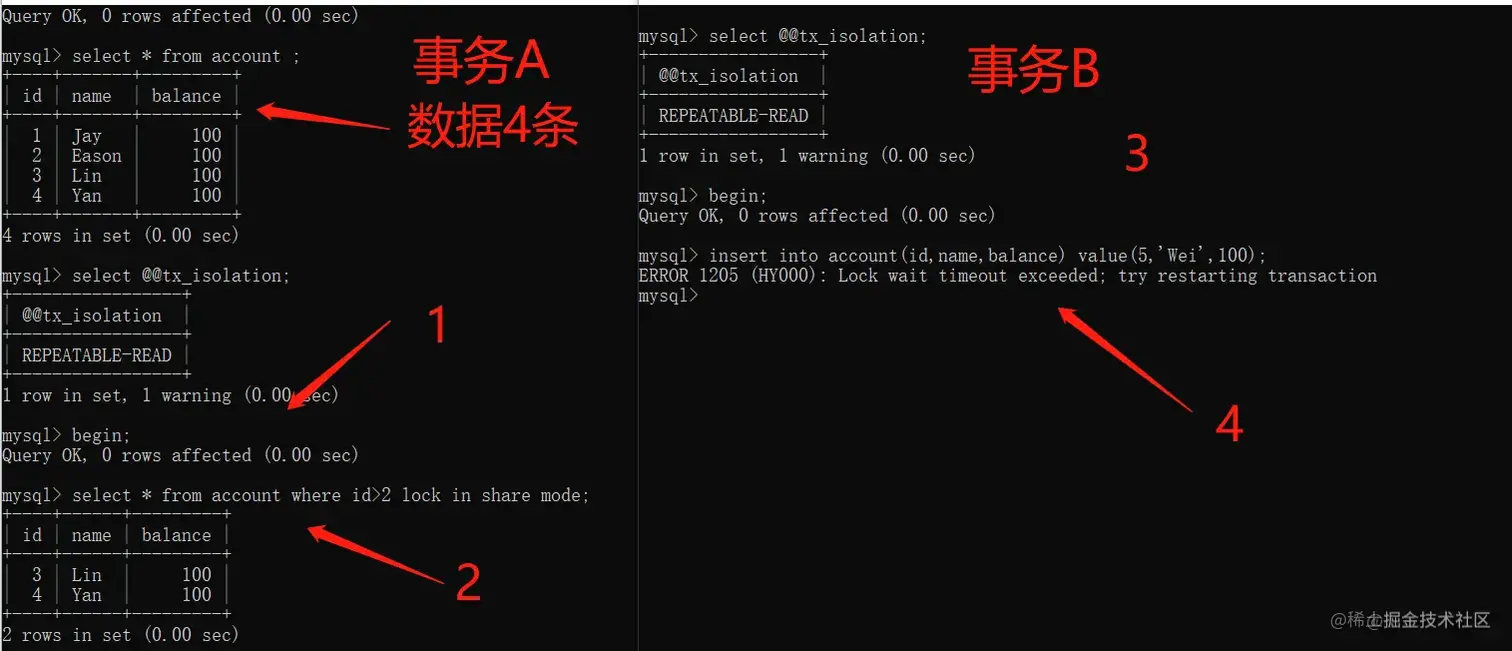 Query OK, 0 rows affected (0.00 sec)
mysql> select * from account ;
+----+-------+---------+
| id | name  | balance |
+----+-------+---------+
|  1 | Jay   |     100 |
|  2 | Eason |     100 |
|  3 | Lin   |     100 |
|  4 | Yan   |     100 |
+----+-------+---------+
4 rows in set (0.00 sec)
事务A
数据4条
mysql> select @@tx_isolation;
+-----------------+
| @@tx_isolation  |
+-----------------+
| REPEATABLE-READ |
+-----------------+
1 row in set, 1 warning (0.00 sec)
1
mysql> begin;
Query OK, 0 rows affected (0.00 sec)
mysql> select * from account where id>2 lock in share mode;
+----+------+---------+
| id | name | balance |
+----+------+---------+
|  3 | Lin  |     100 |
|  4 | Yan  |     100 |
+----+------+---------+
2 rows in set (0.00 sec)
2
mysql> select @@tx_isolation;
+-----------------+
| @@tx_isolation  |
+-----------------+
| REPEATABLE-READ |
+-----------------+
1 row in set, 1 warning (0.00 sec)
事务B
3
mysql> begin;
Query OK, 0 rows affected (0.00 sec)
mysql> insert into account(id,name,balance) value(5,'Wei',100);
ERROR 1205 (HY000): Lock wait timeout exceeded; try restarting transaction
mysql>
4
@稀土掘金技术社区